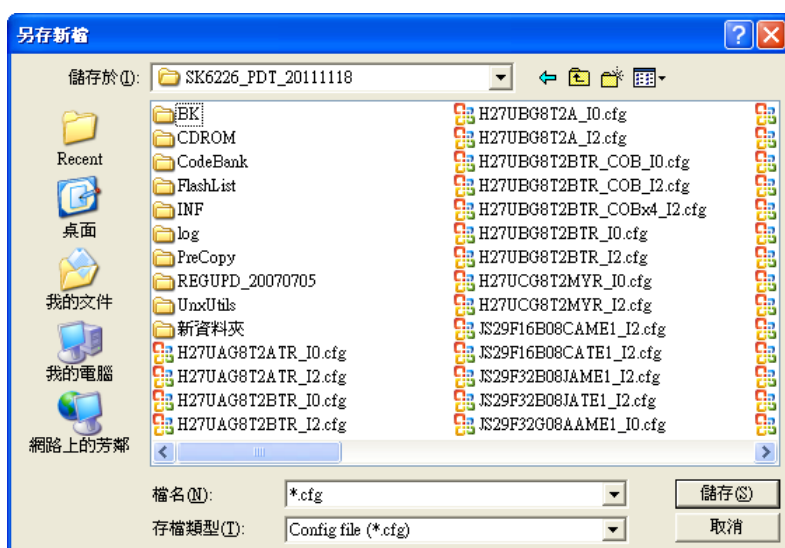 另存新檔
儲存於(I):
SK6226_PDT_20111118
Recent
桌面
我的文件
我的電腦
網路上的芳鄰
BK
CDROM
CodeBank
FlashList
INF
log
PreCopy
REGUPD_20070705
UnxUtils
新資料夾
H27UAG8T2ATR_I0.cfg
H27UAG8T2ATR_I2.cfg
H27UAG8T2BTR_I0.cfg
H27UAG8T2BTR_I2.cfg
H27UBG8T2A_I0.cfg
H27UBG8T2A_I2.cfg
H27UBG8T2BTR_COB_I0.cfg
H27UBG8T2BTR_COB_I2.cfg
H27UBG8T2BTR_COBx4_I2.cfg
H27UBG8T2BTR_I0.cfg
H27UBG8T2BTR_I2.cfg
H27UCG8T2MYR_I0.cfg
H27UCG8T2MYR_I2.cfg
JS29F16B08CAME1_I2.cfg
JS29F16B08CATE1_I2.cfg
JS29F32B08JAME1_I2.cfg
JS29F32B08JATE1_I2.cfg
JS29F32G08AAME1_I0.cfg
檔名(N):
*.cfg
儲存(S)
存檔類型(T):
Config file (*.cfg)
取消